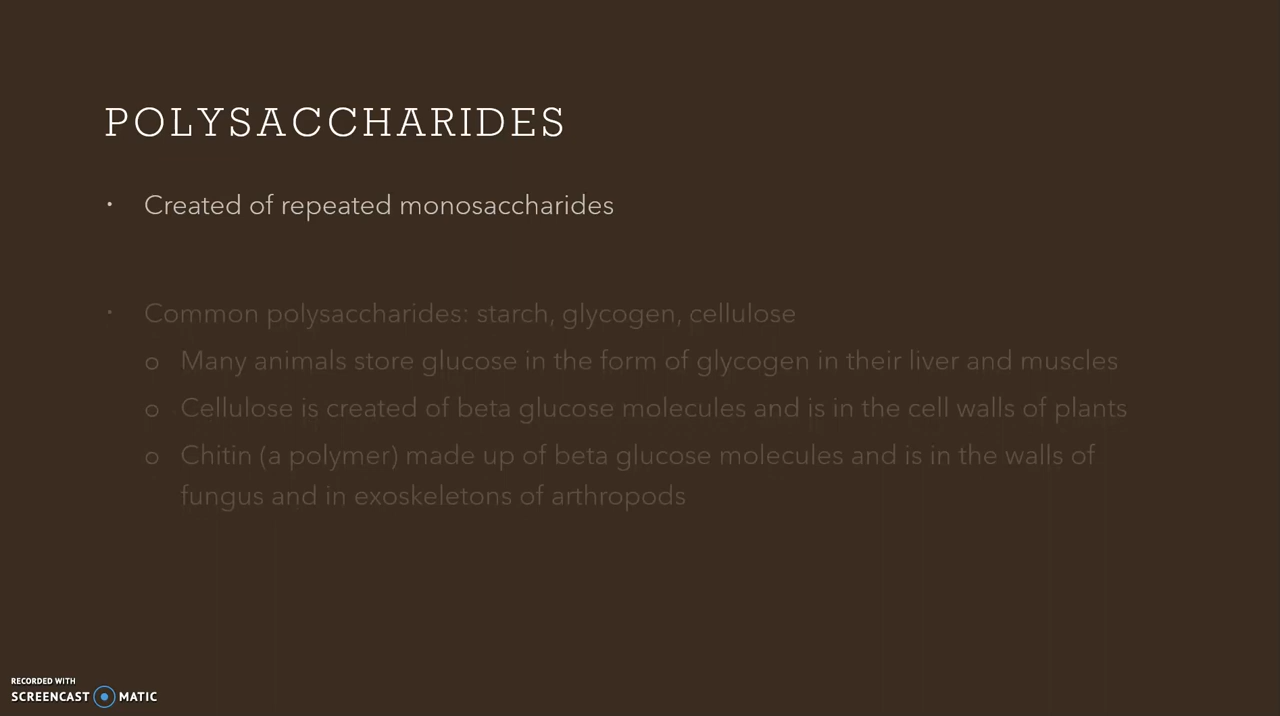 POLYSACCHARIDES
• Created of repeated monosaccharides
• Common polysaccharides: starch, glycogen, cellulose
o Many animals store glucose in the form of glycogen in their liver and muscles
o Cellulose is created of beta glucose molecules and is in the cell walls of plants
o Chitin (a polymer) made up of beta glucose molecules and is in the walls of
fungus and in exoskeletons of arthropods
RECORDED WITH
SCREENCAST MATIC